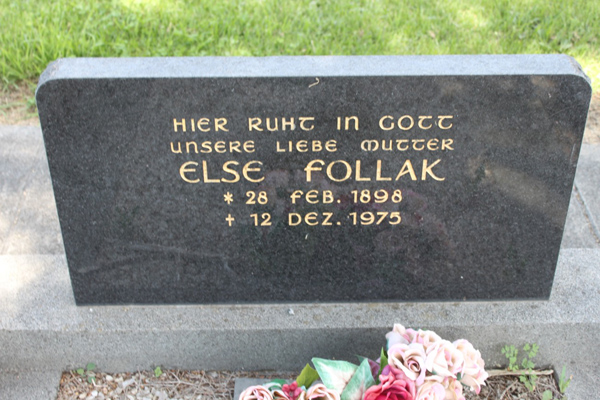 HIER RUHT IN GOTT
UNSERE LIEBE MUTTER
ELSE FOLLAK
* 28 FEB. 1898
† 12 DEZ. 1975